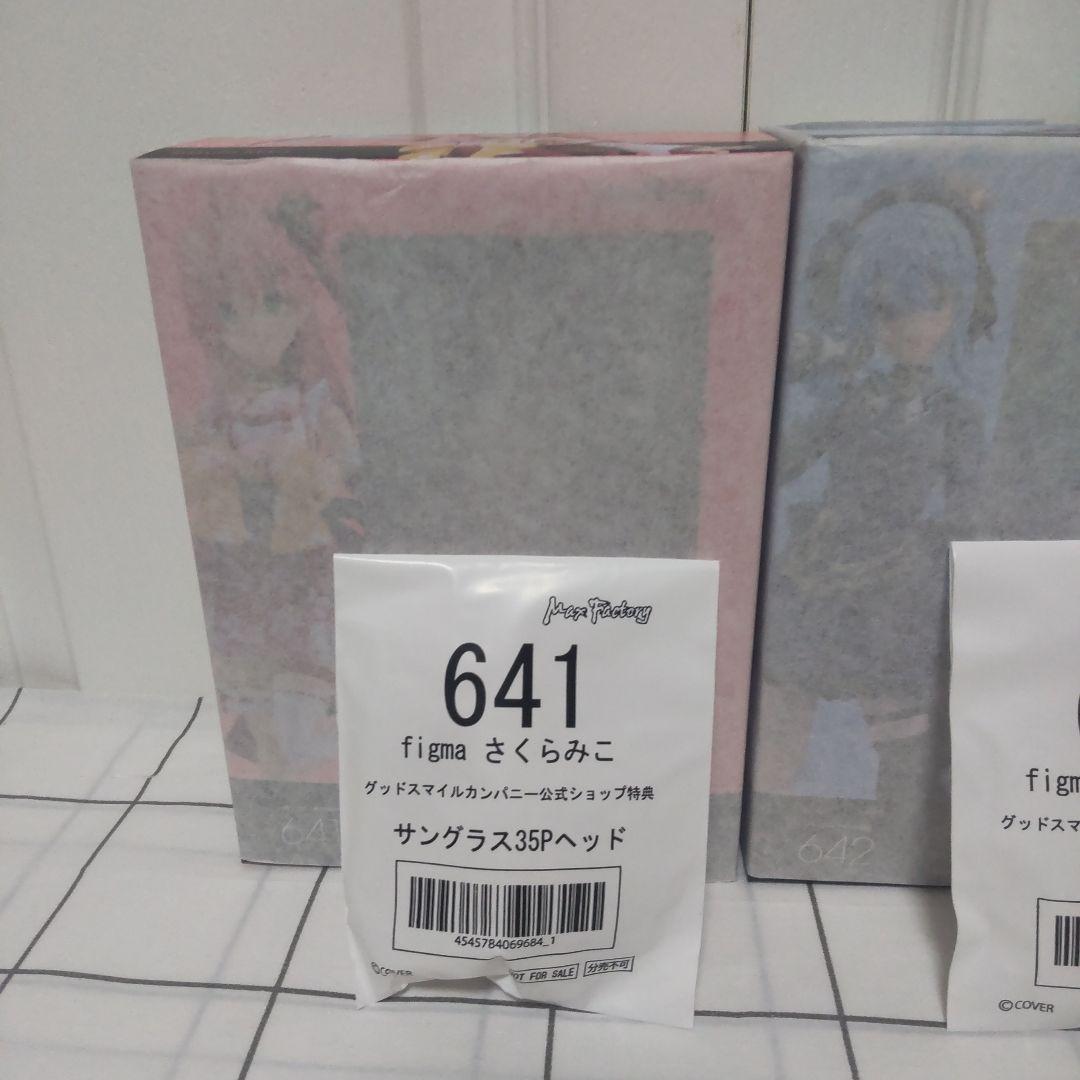 Max Factory
641
figma さくらみこ
グッドスマイルカンパニー公式ショップ特典
サングラス35Pヘッド
4545784069684_1
©COVER
OT FOR SALE
分売不可
642
figm
グッドスマ
©COVER